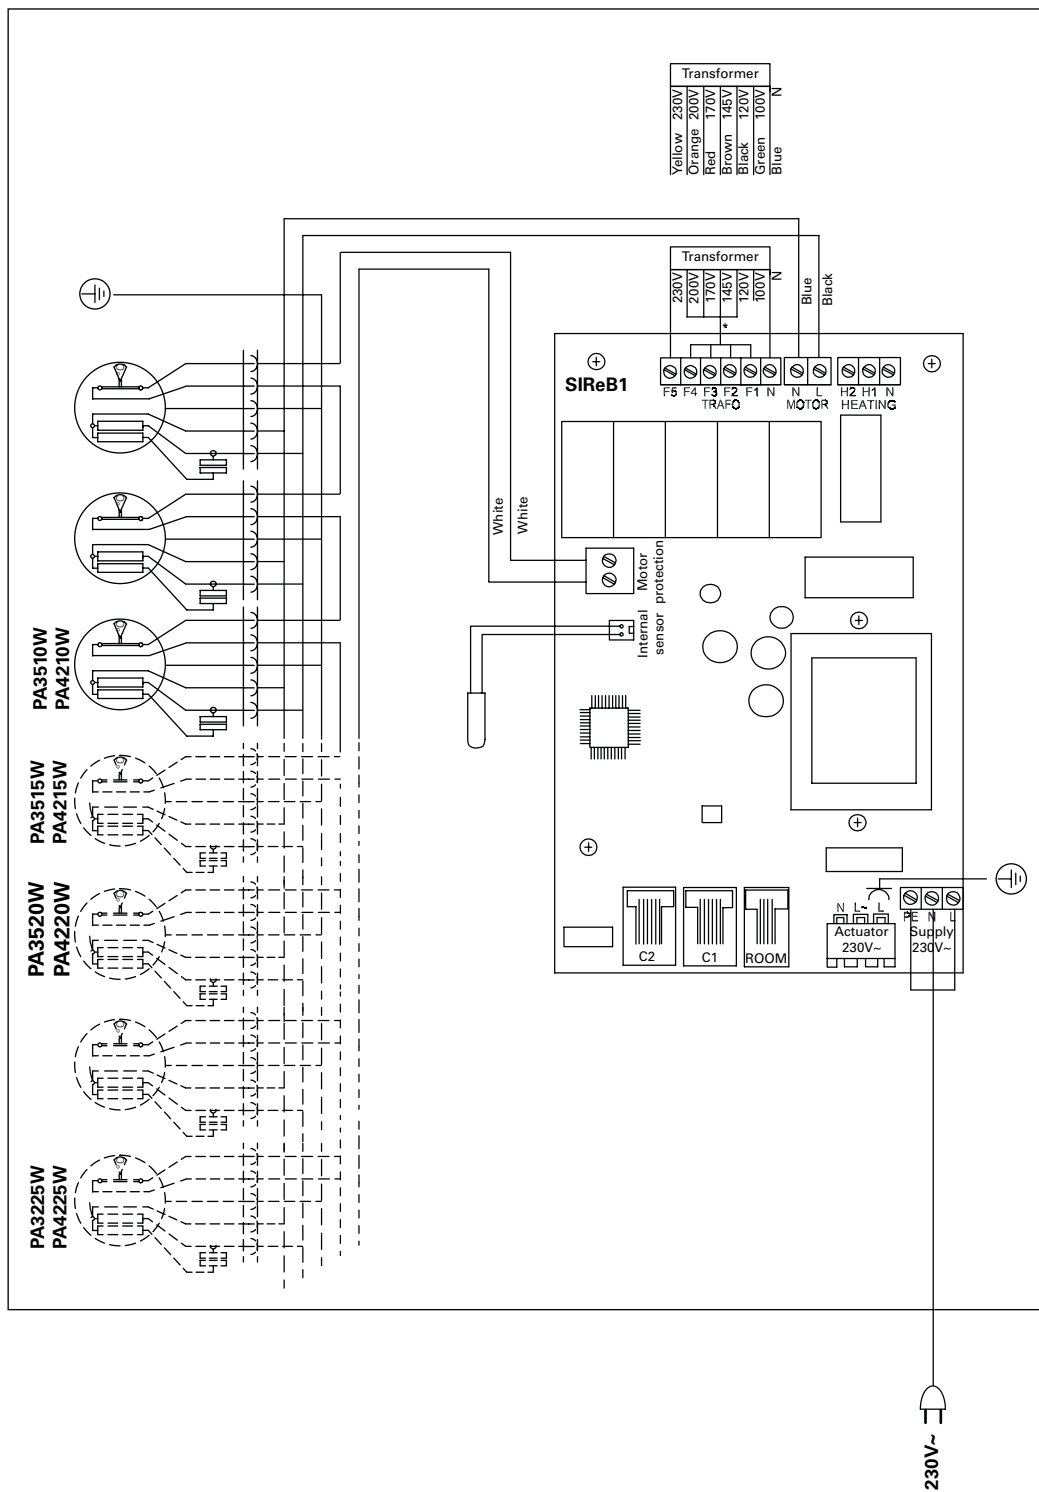 Transformer
Yellow 230V
Orange 200V
Red 170V
Brown 145V
Black 120V
Green 100V
Blue N
Transformer
230V
200V
170V
145V
120V
100V
N
*
Blue
Black
SIReB1
F5 F4 F3 F2 F1 N
TRAFO
N L
MOTOR
H2 H1 N
HEATING
White
White
Motor
protection
Internal
sensor
PA3510W
PA4210W
PA3515W
PA4215W
PA3520W
PA4220W
PA3225W
PA4225W
C2
C1
ROOM
N L~ L
Actuator
230V~
PE N L
Supply
230V~
230V~